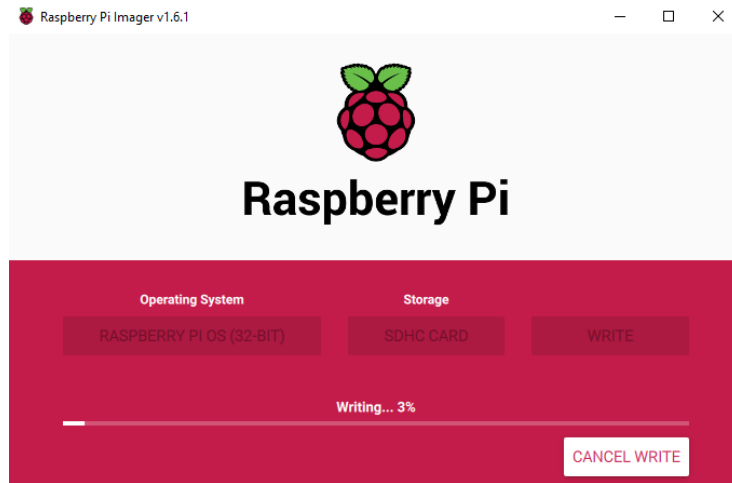 Raspberry Pi Imager v1.6.1
Raspberry Pi
Operating System
Storage
RASPBERRY PI OS (32-BIT)
SDHC CARD
WRITE
Writing... 3%
CANCEL WRITE